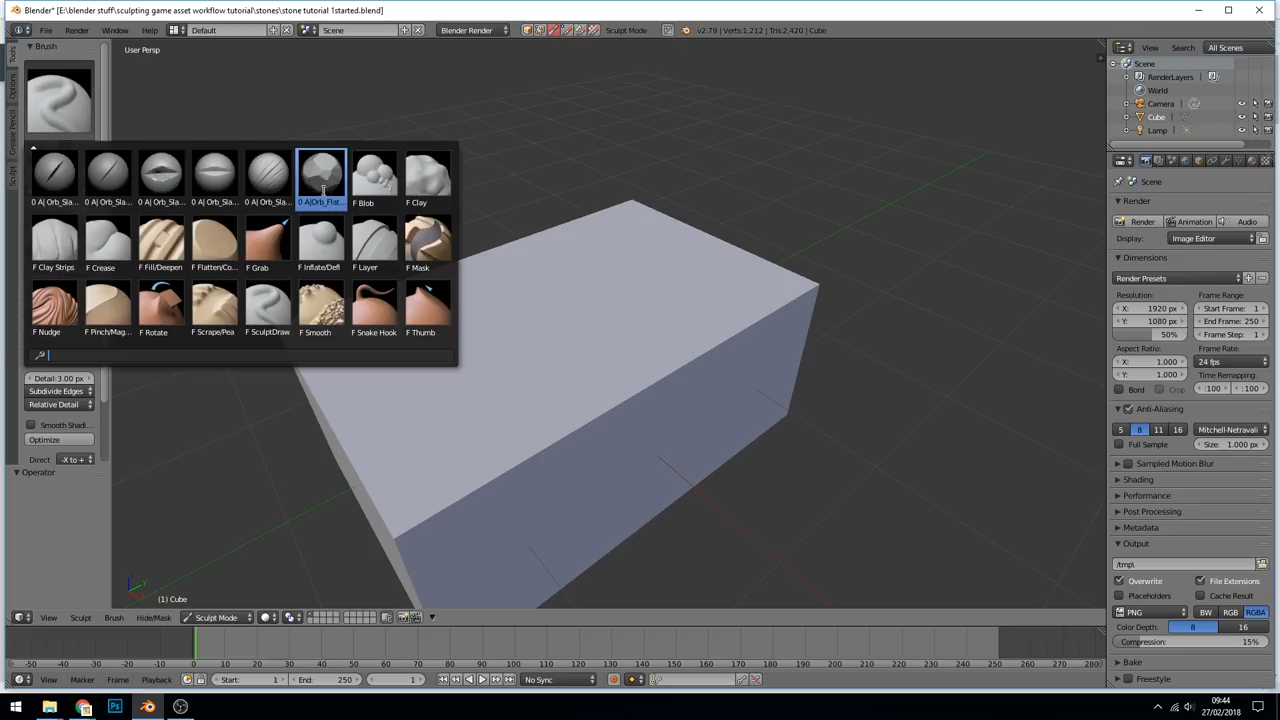 Blender* [E:\blender stuff\sculpting game asset workflow tutorial\stones\stone tutorial 1started.blend]
File Render Window Help Default Scene Blender Render Sculpt Mode v2.79 | Verts:1,212 | Tris:2,420 | Cube
View Search All Scenes
Brush
User Persp
Tools
Options
Grease Pencil
Sculpt
Scene
RenderLayers
World
Camera
Cube
Lamp
0 A| Orb_Sla... 0 A| Orb_Sla... 0 A| Orb_Sla... 0 A| Orb_Sla... 0 A| Orb_Sla... 0 A|Orb_Flat... F Blob F Clay
F Clay Strips F Crease F Fill/Deepen F Flatten/Co... F Grab F Inflate/Defl F Layer F Mask
F Nudge F Pinch/Mag... F Rotate F Scrape/Pea F SculptDraw F Smooth F Snake Hook F Thumb
Detail:3.00 px
Subdivide Edges
Relative Detail
Smooth Shadi...
Optimize
Direct -X to +
Operator
Scene
Render
Render Animation Audio
Display: Image Editor
Dimensions
Render Presets
Resolution: Frame Range:
X: 1920 px Start Frame: 1
Y: 1080 px End Frame: 250
50% Frame Step: 1
Aspect Ratio: Frame Rate:
X: 1.000 24 fps
Y: 1.000 Time Remapping:
Bord Crop :100 :100
Anti-Aliasing
5 8 11 16 Mitchell-Netravali
Full Sample Size: 1.000 px
Sampled Motion Blur
Shading
Performance
Post Processing
Metadata
Output
/tmp\
Overwrite File Extensions
Placeholders Cache Result
PNG BW RGB RGBA
Color Depth: 8 16
Compression: 15%
Bake
Freestyle
(1) Cube
View Sculpt Brush Hide/Mask Sculpt Mode
-50 -40 -30 -20 -10 0 10 20 30 40 50 60 70 80 90 100 110 120 130 140 150 160 170 180 190 200 210 220 230 240 250 260 270 280
View Marker Frame Playback Start: 1 End: 250 1 No Sync
09:44
27/02/2018